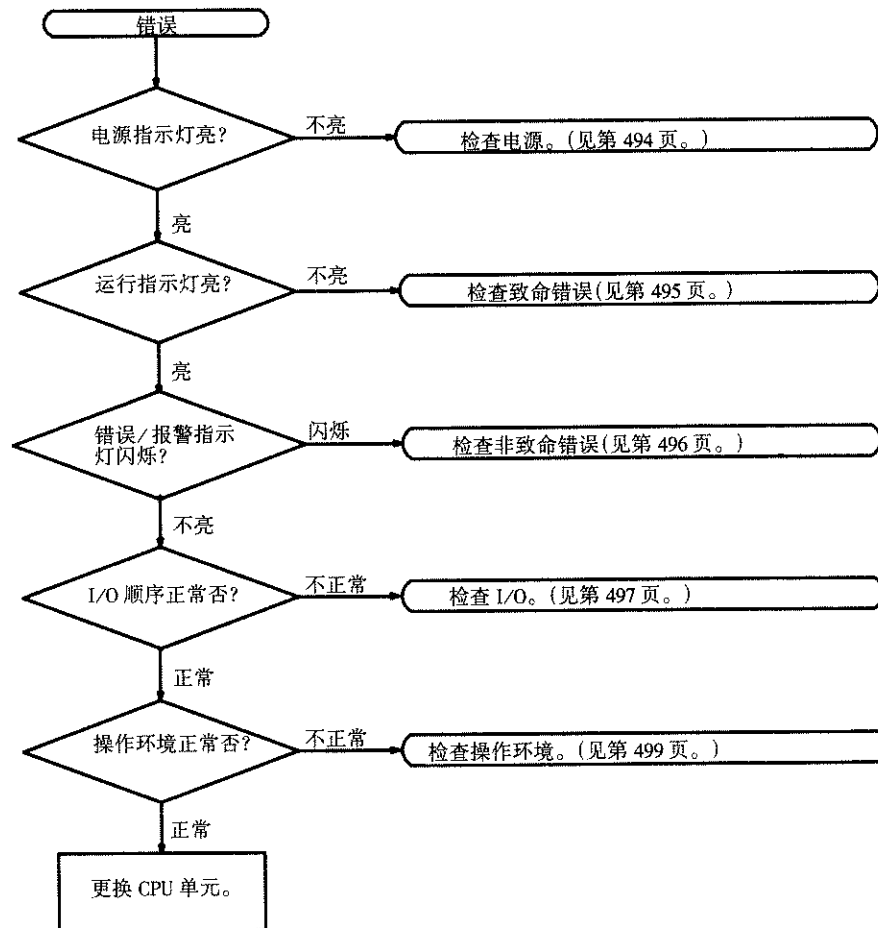 错误
电源指示灯亮?
不亮
检查电源。(见第 494 页。)
亮
运行指示灯亮?
不亮
检查致命错误(见第 495 页。)
亮
错误/报警指示
灯闪烁?
闪烁
检查非致命错误(见第 496 页。)
不亮
I/O 顺序正常否?
不正常
检查 I/O。(见第 497 页。)
正常
操作环境正常否?
不正常
检查操作环境。(见第 499 页。)
正常
更换 CPU 单元。